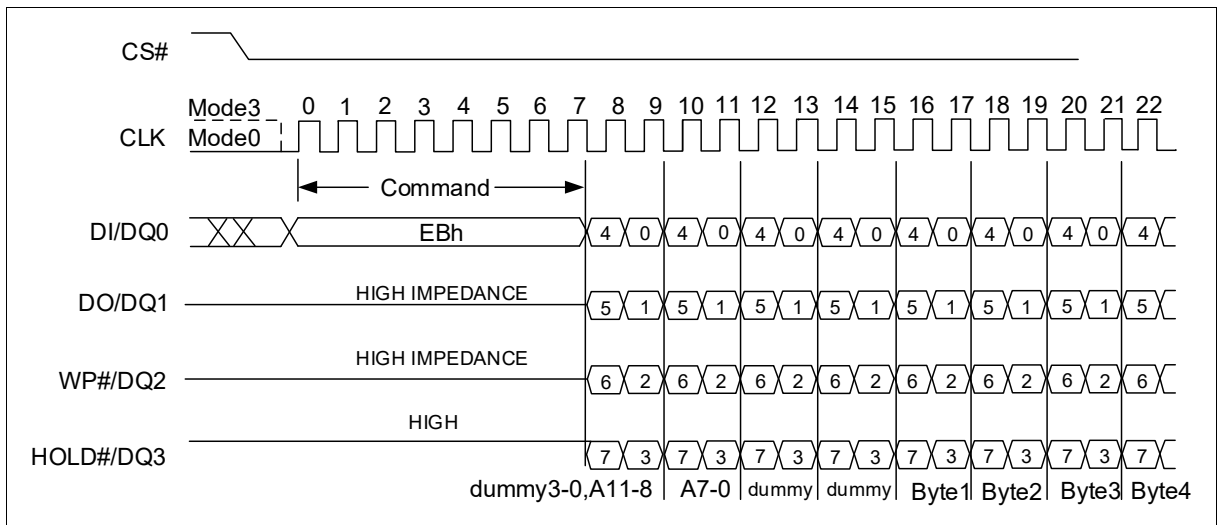 CS#
Mode3 0 1 2 3 4 5 6 7 8 9 10 11 12 13 14 15 16 17 18 19 20 21 22
CLK Mode0
Command
DI/DQ0 EBh 4 0 4 0 4 0 4 0 4 0 4 0 4 0 4
HIGH IMPEDANCE
DO/DQ1 5 1 5 1 5 1 5 1 5 1 5 1 5 1 5
HIGH IMPEDANCE
WP#/DQ2 6 2 6 2 6 2 6 2 6 2 6 2 6 2 6
HIGH
HOLD#/DQ3 7 3 7 3 7 3 7 3 7 3 7 3 7 3 7
dummy3-0,A11-8 A7-0 dummy dummy Byte1 Byte2 Byte3 Byte4